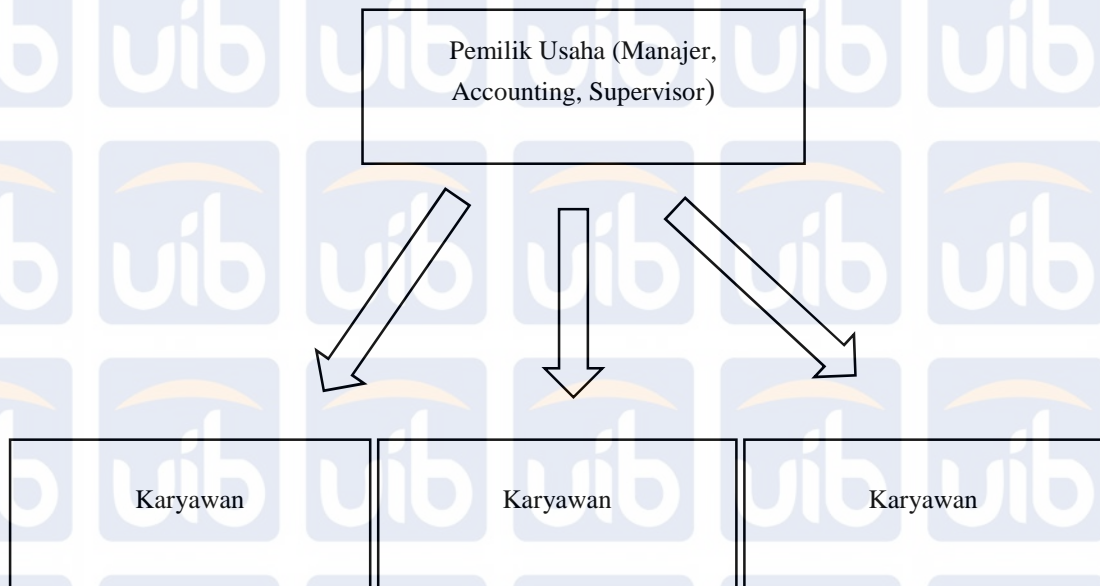 Pemilik Usaha (Manajer,
Accounting, Supervisor)
Karyawan
Karyawan
Karyawan